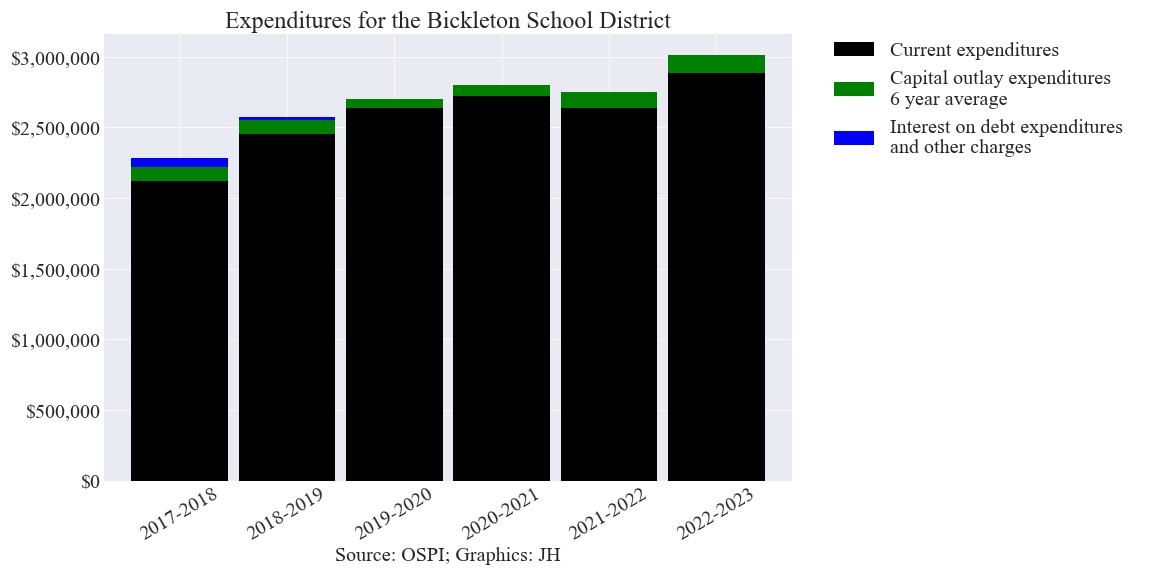 Expenditures for the Bickleton School District
$3,000,000
$2,500,000
$2,000,000
$1,500,000
$1,000,000
$500,000
$0
2017-2018
2018-2019
2019-2020
2020-2021
2021-2022
2022-2023
Source: OSPI; Graphics: JH
Current expenditures
Capital outlay expenditures
6 year average
Interest on debt expenditures
and other charges